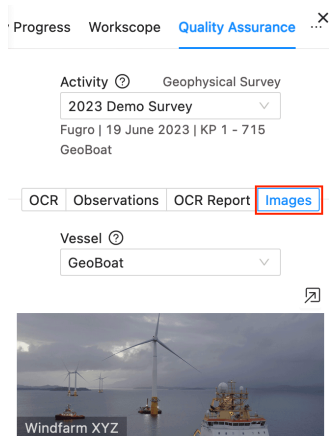 Progress Workscope Quality Assurance ...
Activity Geophysical Survey
2023 Demo Survey
Fugro | 19 June 2023 | KP 1 - 715
GeoBoat
OCR Observations OCR Report Images
Vessel
GeoBoat
Windfarm XYZ